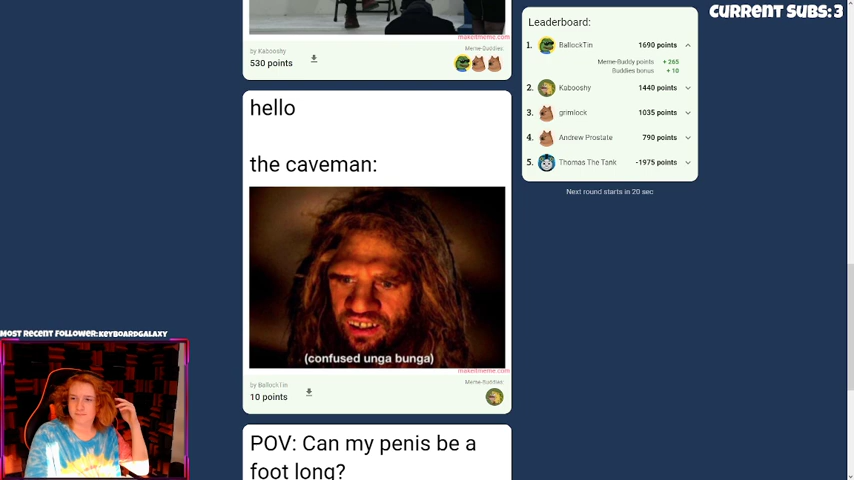 CURRENT SUBS: 3
makeitmeme.com
by Kabooshy
Meme-Buddies:
530 points
hello
the caveman:
(confused unga bunga)
makeitmeme.com
by BallockTin
Meme-Buddies:
10 points
POV: Can my penis be a
foot long?
Leaderboard:
1. BallockTin 1690 points
Meme-Buddy points + 265
Buddies bonus + 10
2. Kabooshy 1440 points
3. grimlock 1035 points
4. Andrew Prostate 790 points
5. Thomas The Tank -1975 points
Next round starts in 20 sec
MOST RECENT FOLLOWER:KEYBOARDGALAXY